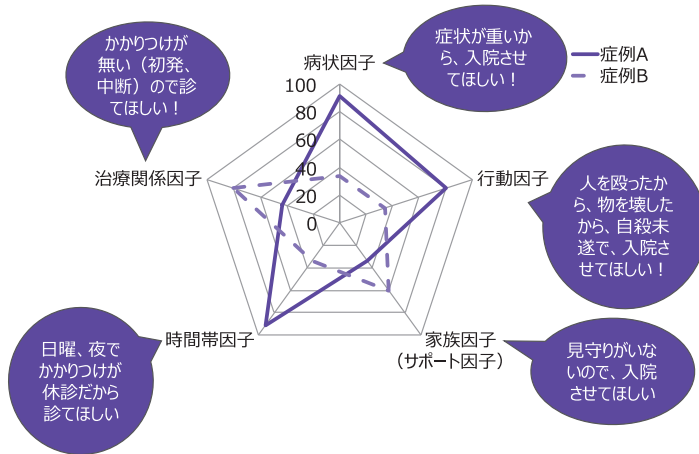 かかりつけが
無い（初発、
中断）ので診
てほしい！
症状が重いから、
から、入院させ
てほしい！
症例A
症例B
病状因子
100
80
60
40
20
0
治療関係因子
行動因子
人を殴ったか
ら、物を壊した
から、自殺未
遂で、入院さ
せてほしい！
時間帯因子
家族因子
（サポート因子）
日曜、夜で
かかりつけが
休診だから
診てほしい
見守りがいな
いので、入院
させてほしい